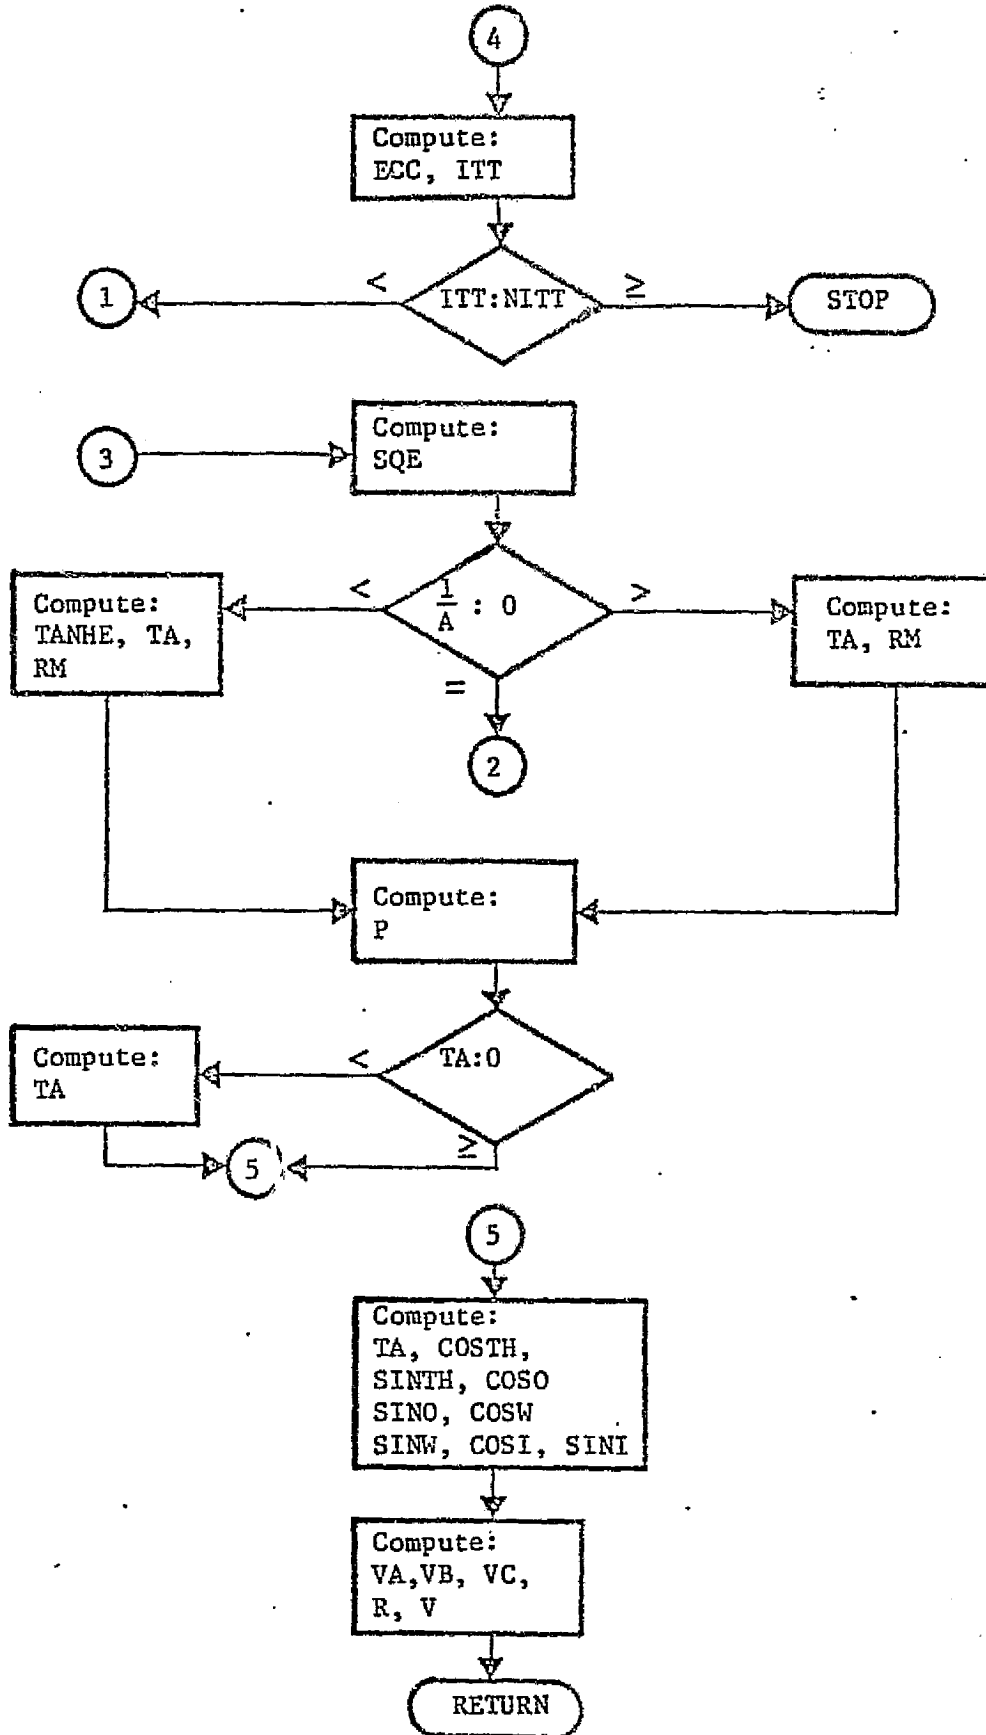 4
Compute:
ECC, ITT
<
ITT:NITT
≥
1
STOP
3
Compute:
SQE
<
1/A : 0
>
Compute:
TANHE, TA,
RM
Compute:
TA, RM
=
2
Compute:
P
Compute:
TA
<
TA:0
≥
5
5
Compute:
TA, COSTH,
SINTH, COSO
SINO, COSW
SINW, COSI, SINI
Compute:
VA,VB, VC,
R, V
RETURN